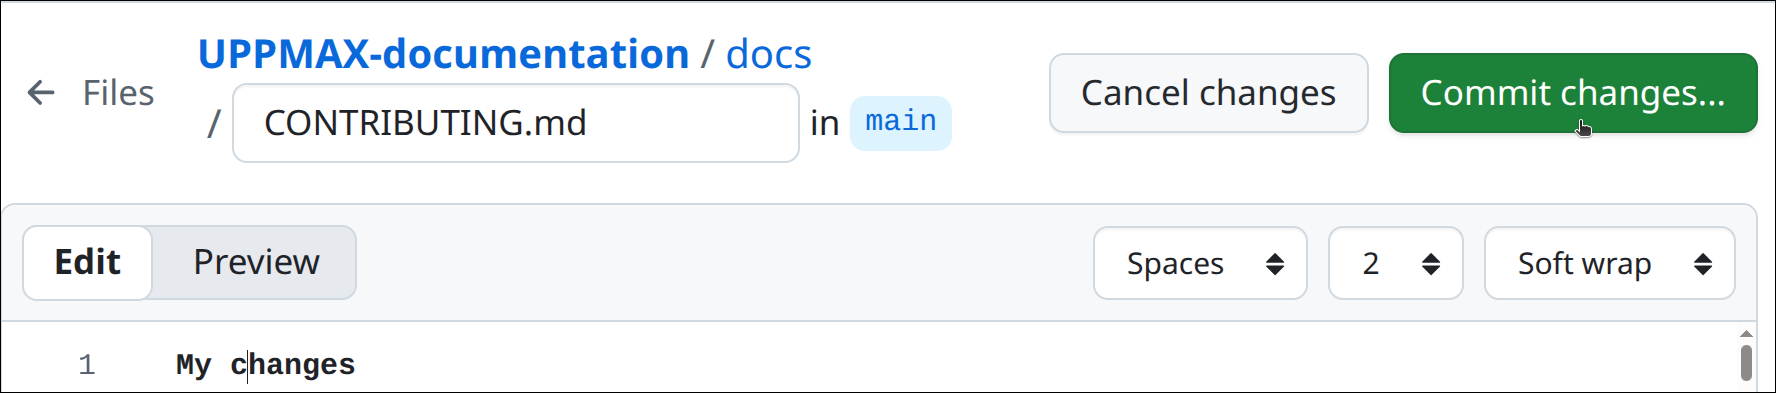 UPPMAX-documentation / docs
← Files
/ CONTRIBUTING.md in main
Cancel changes
Commit changes...
Edit Preview
Spaces 2 Soft wrap
1 My changes